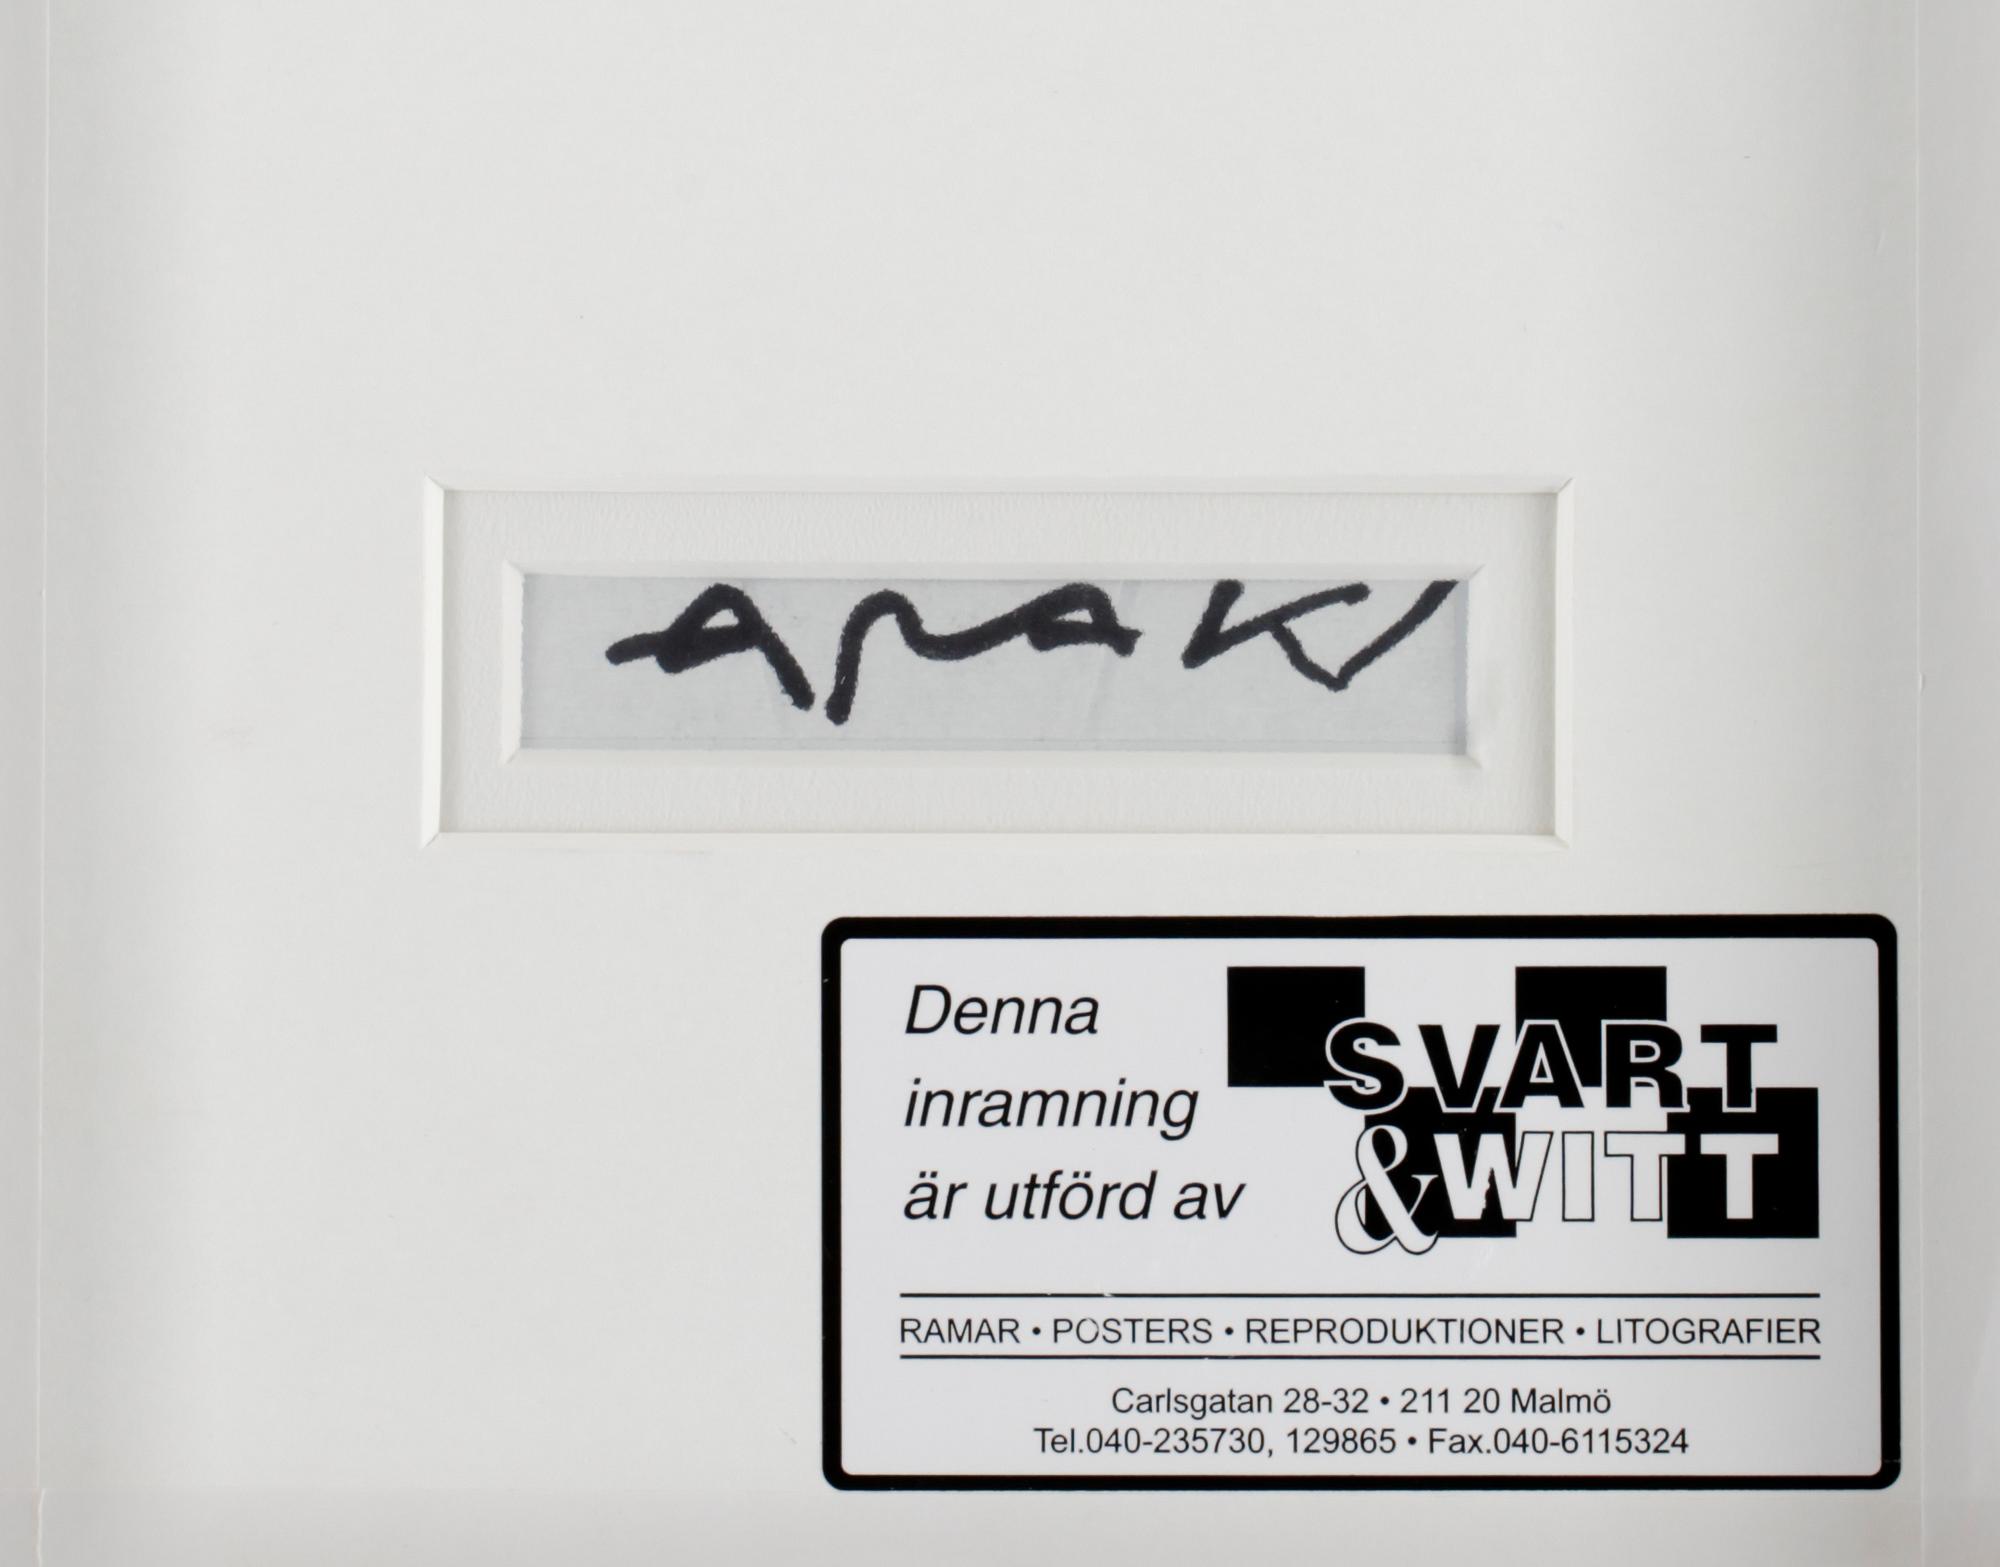 ARAKI
Denna
inramning
är utförd av
SVART
&WITT
RAMAR • POSTERS • REPRODUKTIONER • LITOGRAFIER
Carlsgatan 28-32 • 211 20 Malmö
Tel.040-235730, 129865 • Fax.040-6115324